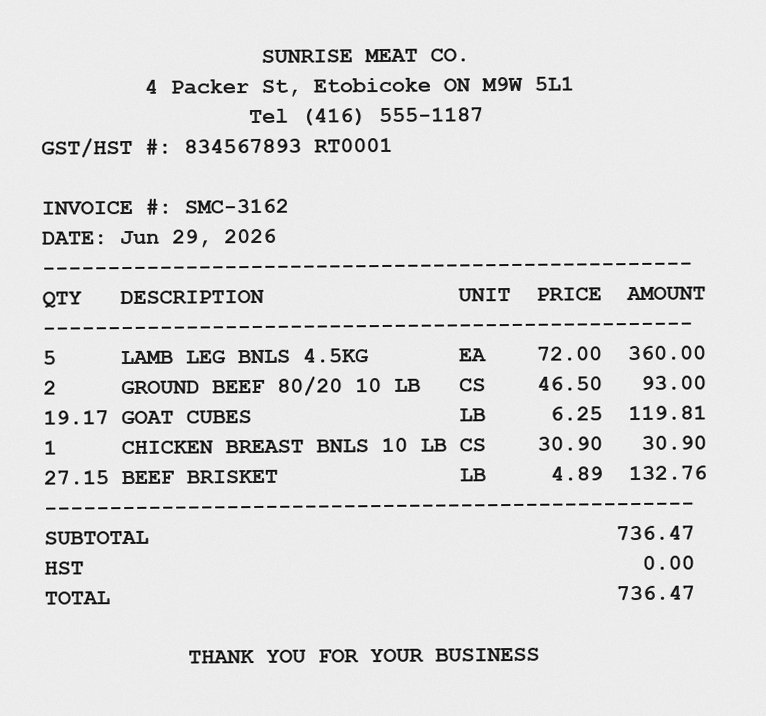 SUNRISE MEAT CO.
4 Packer St, Etobicoke ON M9W 5L1
Tel (416) 555-1187
GST/HST #: 834567893 RT0001
INVOICE #: SMC-3162
DATE: Jun 29, 2026
--------------------------------------------------
QTY DESCRIPTION UNIT PRICE AMOUNT
--------------------------------------------------
5 LAMB LEG BNLS 4.5KG EA 72.00 360.00
2 GROUND BEEF 80/20 10 LB CS 46.50 93.00
19.17 GOAT CUBES LB 6.25 119.81
1 CHICKEN BREAST BNLS 10 LB CS 30.90 30.90
27.15 BEEF BRISKET LB 4.89 132.76
--------------------------------------------------
SUBTOTAL 736.47
HST 0.00
TOTAL 736.47
THANK YOU FOR YOUR BUSINESS